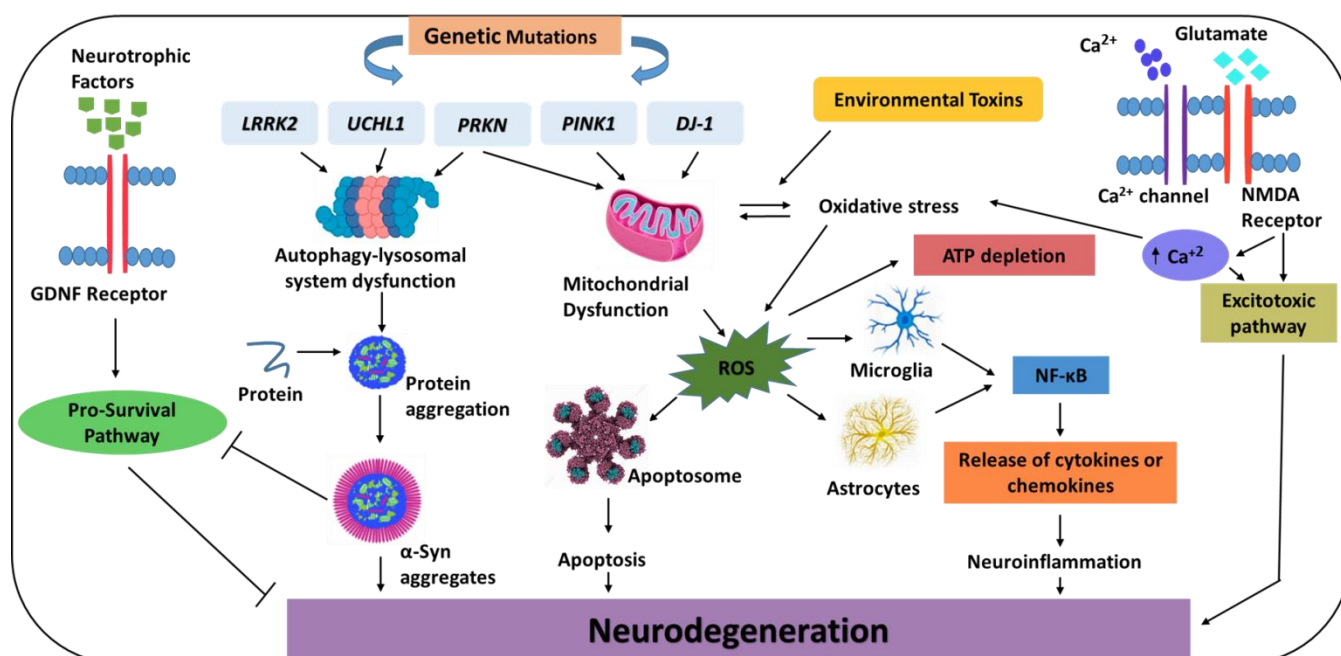 Genetic Mutations
Neurotrophic
Factors
Ca2+
Glutamate
Environmental Toxins
LRRK2
UCHL1
PRKN
PINK1
DJ-1
Ca2+ channel
NMDA
Receptor
Oxidative stress
Autophagy-lysosomal
system dysfunction
Mitochondrial
Dysfunction
ATP depletion
↑ Ca+2
GDNF Receptor
Excitotoxic
pathway
ROS
Microglia
NF-κB
Protein
Protein
aggregation
Pro-Survival
Pathway
Apoptosome
Astrocytes
Release of cytokines or
chemokines
α-Syn
aggregates
Apoptosis
Neuroinflammation
Neurodegeneration